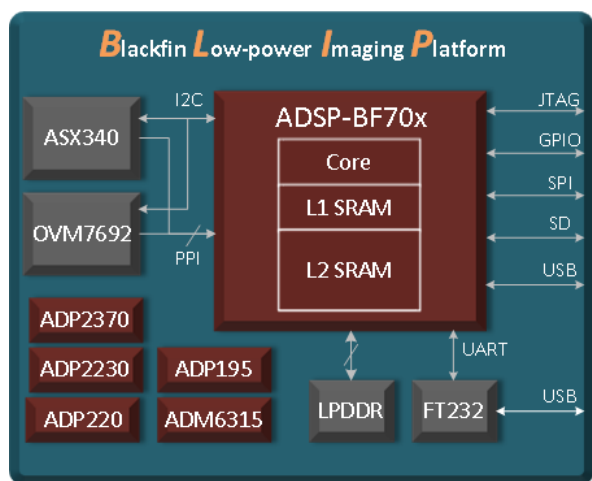 Blackfin Low-power Imaging Platform
I2C
ASX340
OVM7692
PPI
ADSP-BF70x
Core
L1 SRAM
L2 SRAM
JTAG
GPIO
SPI
SD
USB
ADP2370
ADP2230
ADP195
ADP220
ADM6315
LPDDR
UART
FT232
USB